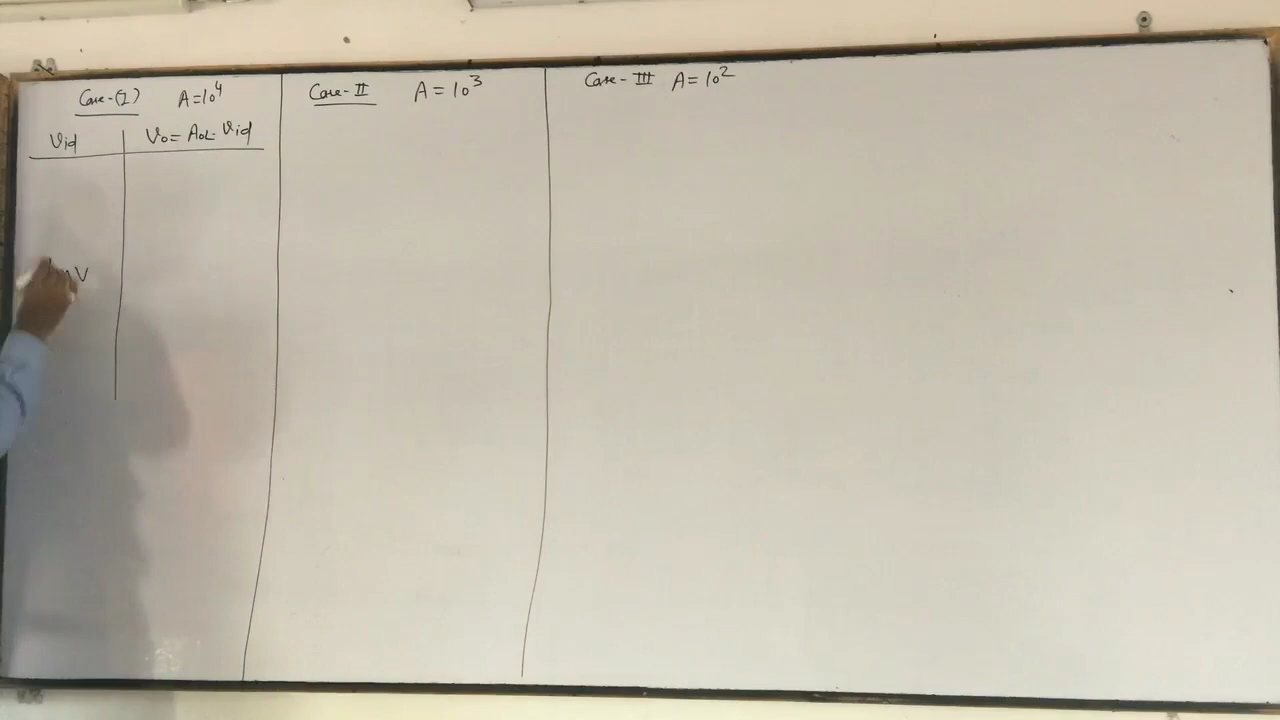 Case-(I) A=10⁴
Vid
Vo= AOL. Vid
Case-II A=10³
Case-III A=10²